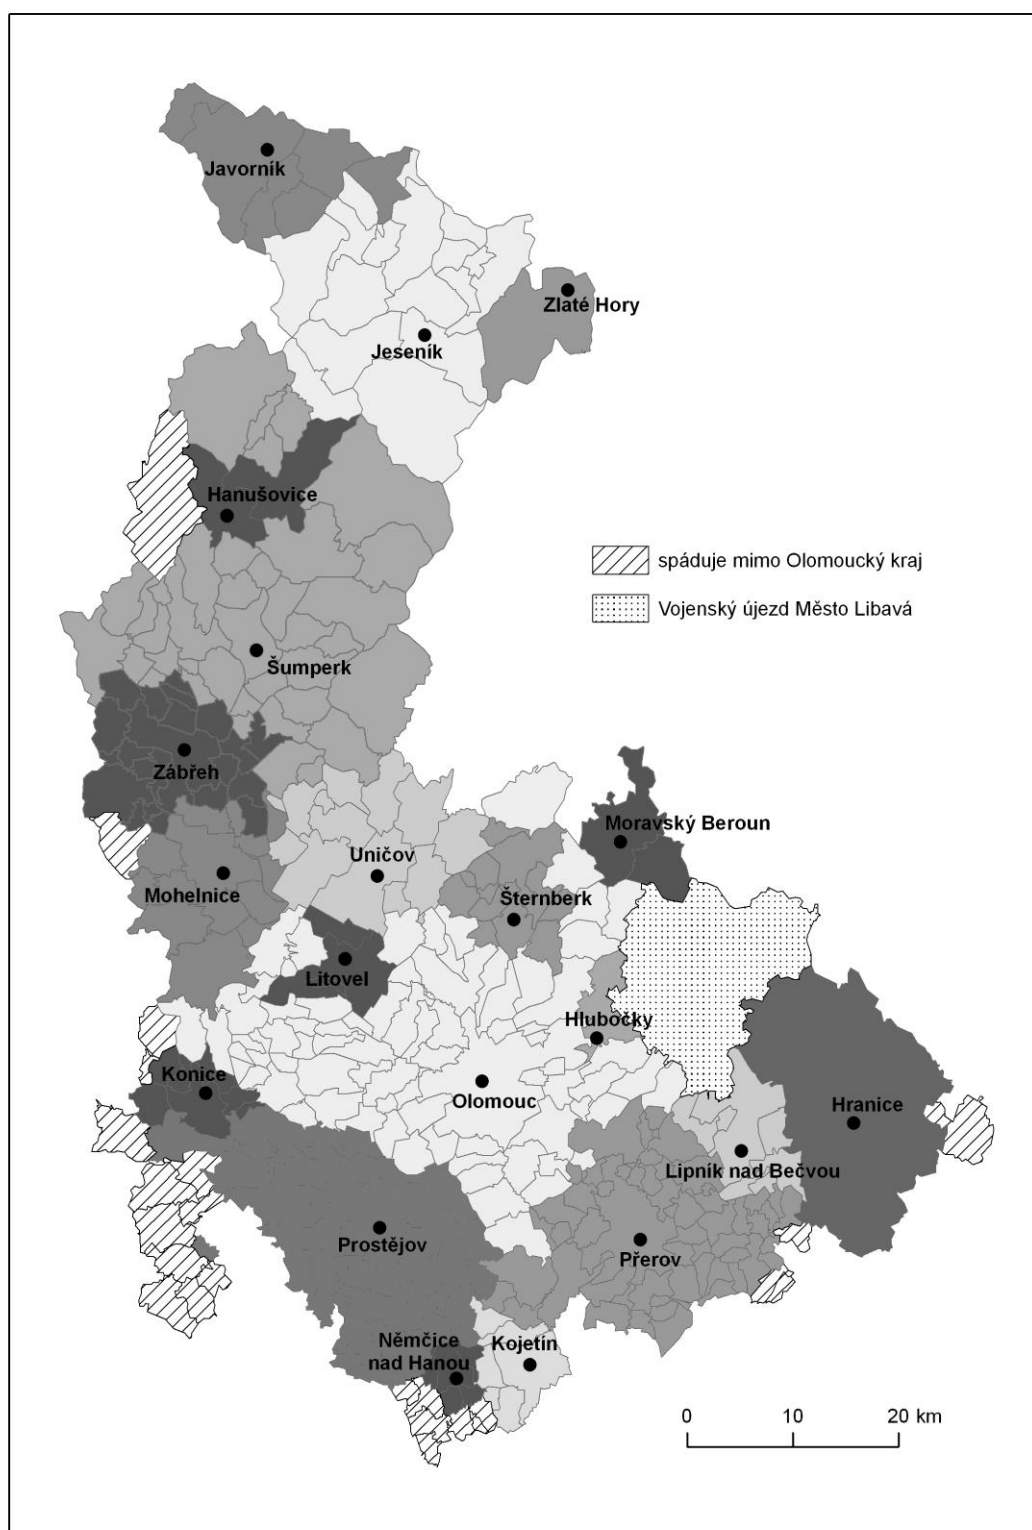 Javorník
Zlaté Hory
Jeseník
Hanušovice
spáduje mimo Olomoucký kraj
Vojenský újezd Město Libavá
Šumperk
Zábřeh
Moravský Beroun
Uničov
Mohelnice
Šternberk
Litovel
Hlubočky
Konice
Olomouc
Hranice
Lipník nad Bečvou
Prostějov
Přerov
Němčice
nad Hanou
Kojetín
0 10 20 km